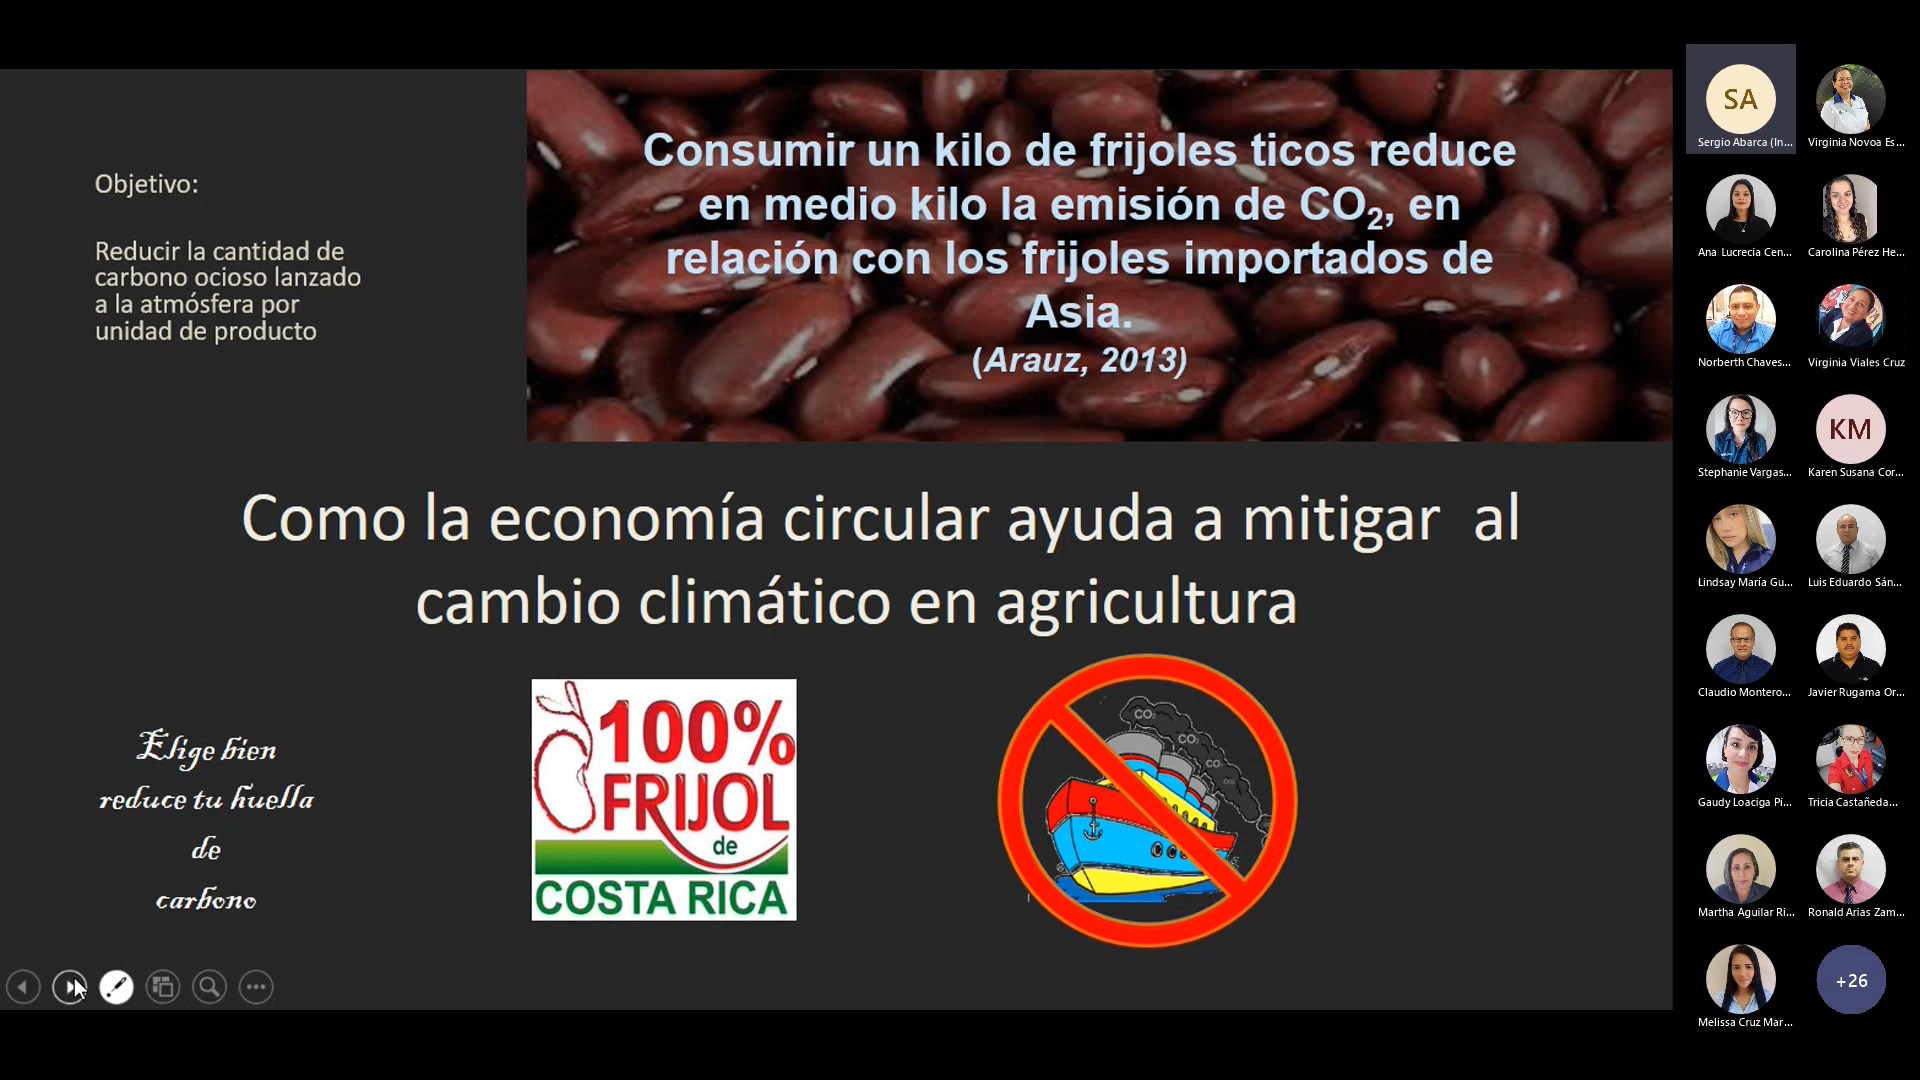 Objetivo:
Reducir la cantidad de
carbono ocioso lanzado
a la atmósfera por
unidad de producto
Consumir un kilo de frijoles ticos reduce
en medio kilo la emisión de CO₂, en
relación con los frijoles importados de
Asia.
(Arauz, 2013)
Como la economía circular ayuda a mitigar  al
cambio climático en agricultura
Elige bien
reduce tu huella
de
carbono
100%
FRIJOL
de
COSTA RICA
CO₂
CO₂
CO₂
SA
Sergio Abarca (In...
Virginia Novoa Es...
Ana Lucrecia Cen...
Carolina Pérez He...
Norberth Chaves...
Virginia Viales Cruz
Stephanie Vargas...
KM
Karen Susana Cor...
Lindsay María Gu...
Luis Eduardo Sán...
Claudio Montero...
Javier Rugama Or...
Gaudy Loaciga Pi...
Tricia Castañeda...
Martha Aguilar Ri...
Ronald Arias Zam...
Melissa Cruz Mar...
+26